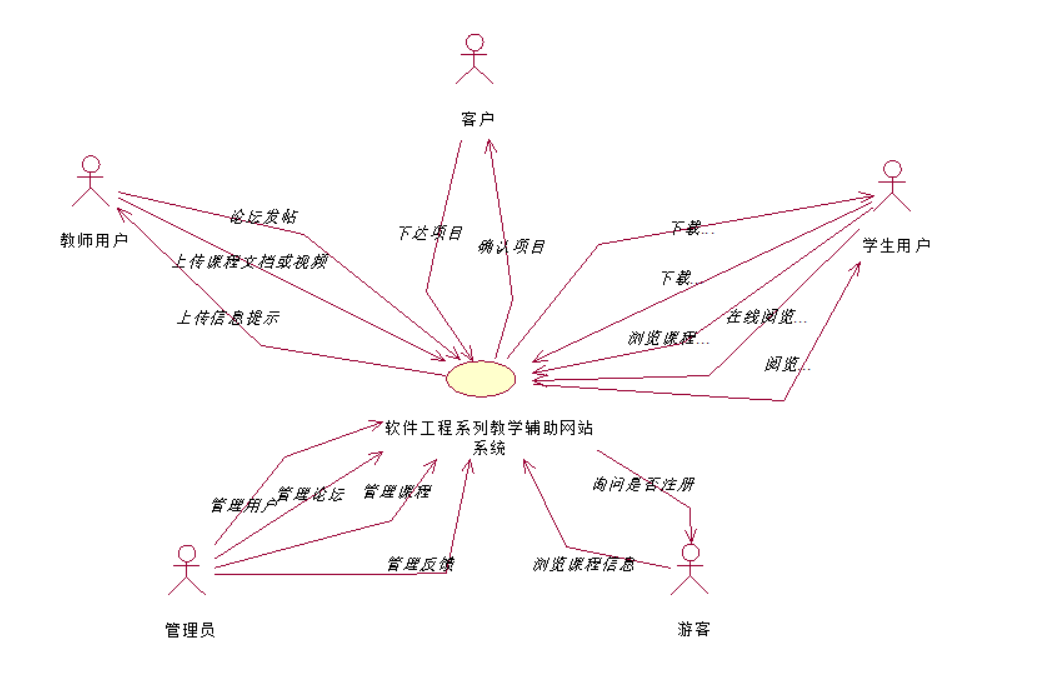 客户
教师用户
学生用户
论坛发帖
下达项目
确认项目
下载...
上传课程文档或视频
下载...
上传信息提示
在线阅览...
浏览课程...
阅览...
软件工程系列教学辅助网站
系统
管理用户
管理论坛
管理课程
询问是否注册
管理反馈
浏览课程信息
管理员
游客